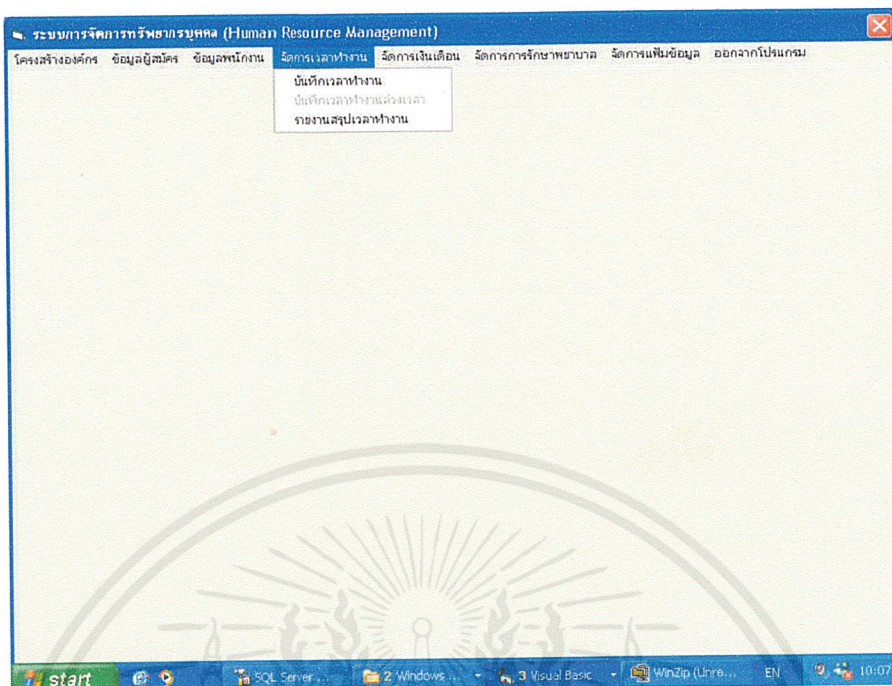 ระบบการจัดการทรัพยากรบุคคล (Human Resource Management)
โครงสร้างองค์กร ข้อมูลผู้สมัคร ข้อมูลพนักงาน จัดการเวลาทำงาน จัดการเงินเดือน จัดการการรักษาพยาบาล จัดการแฟ้มข้อมูล ออกจากโปรแกรม
บันทึกเวลาทำงาน
บันทึกเวลาทำงานล่วงเวลา
รายงานสรุปเวลาทำงาน
start SQL Server ... 2 Windows ... 3 Visual Basic WinZip (Unre... EN 10:07